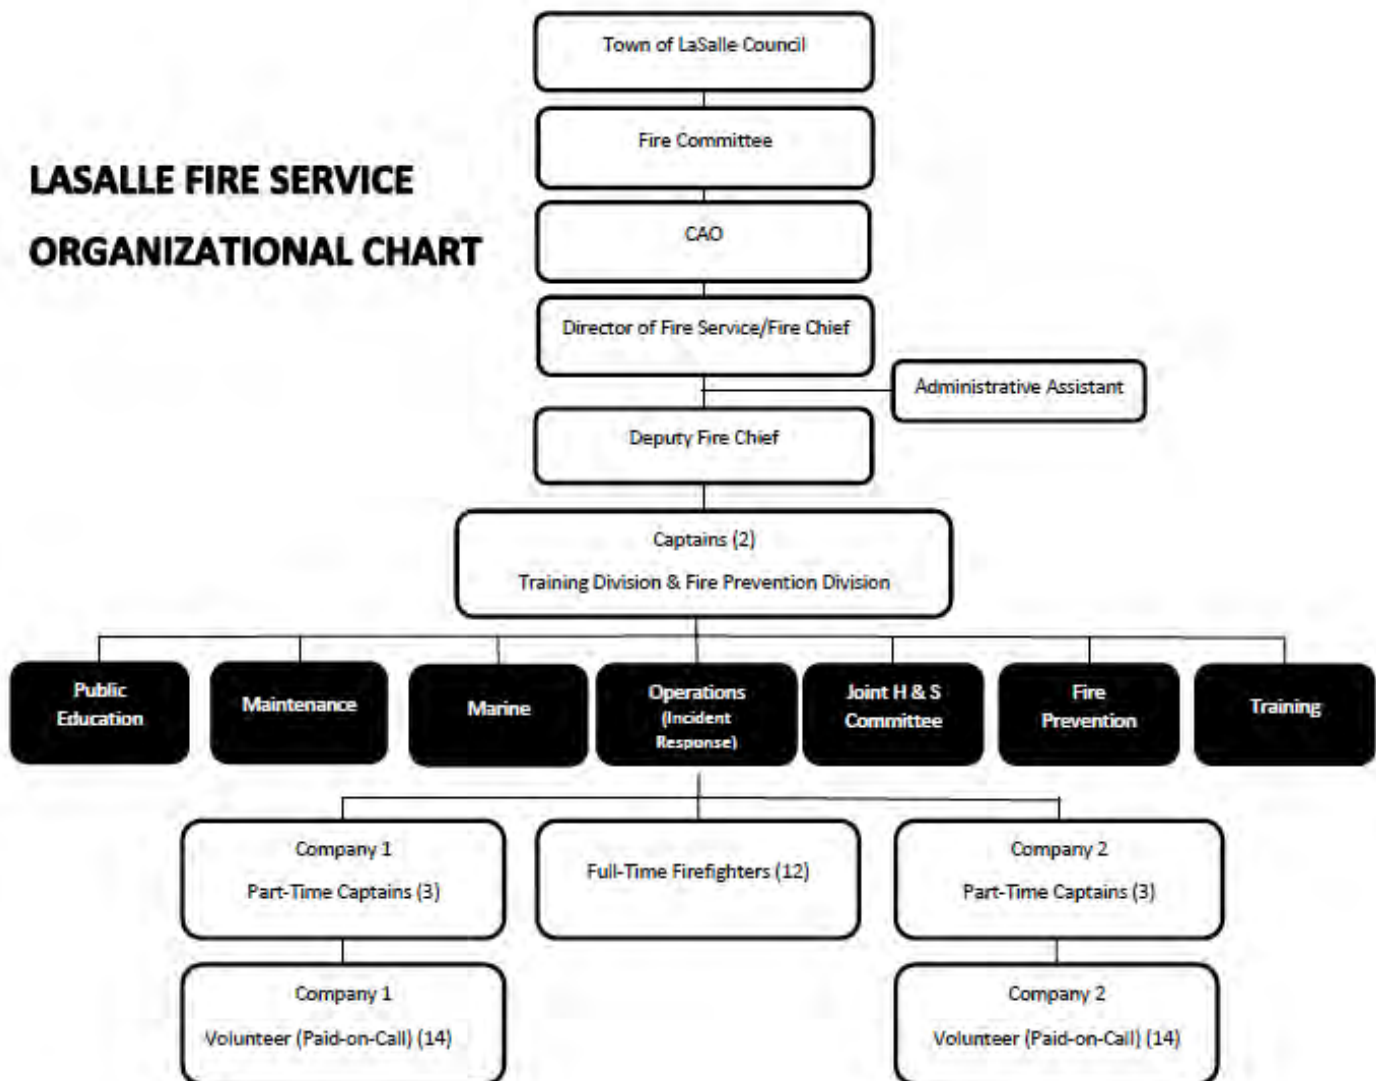 Town of LaSalle Council
Fire Committee
LASALLE FIRE SERVICE
ORGANIZATIONAL CHART
CAO
Director of Fire Service/Fire Chief
Administrative Assistant
Deputy Fire Chief
Captains (2)
Training Division & Fire Prevention Division
Public
Education
Maintenance
Marine
Operations
(Incident
Response)
Joint H & S
Committee
Fire
Prevention
Training
Company 1
Part-Time Captains (3)
Full-Time Firefighters (12)
Company 2
Part-Time Captains (3)
Company 1
Volunteer (Paid-on-Call) (14)
Company 2
Volunteer (Paid-on-Call) (14)